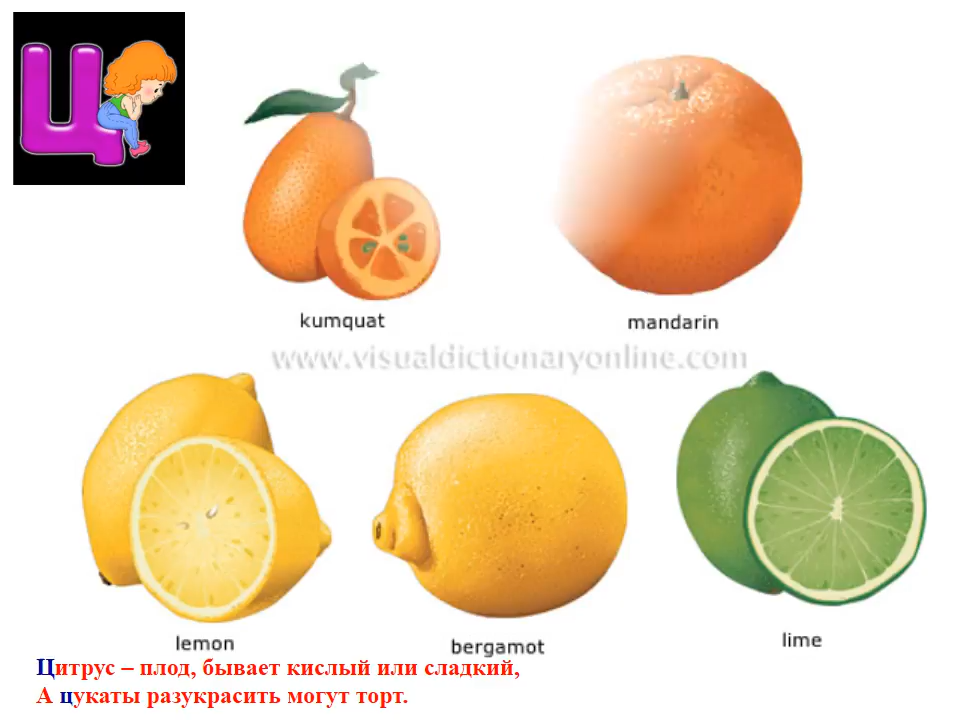 Ц
kumquat
mandarin
www.visualdictionaryonline.com
lemon
bergamot
lime
Цитрус – плод, бывает кислый или сладкий,
А цукаты разукрасить могут торт.